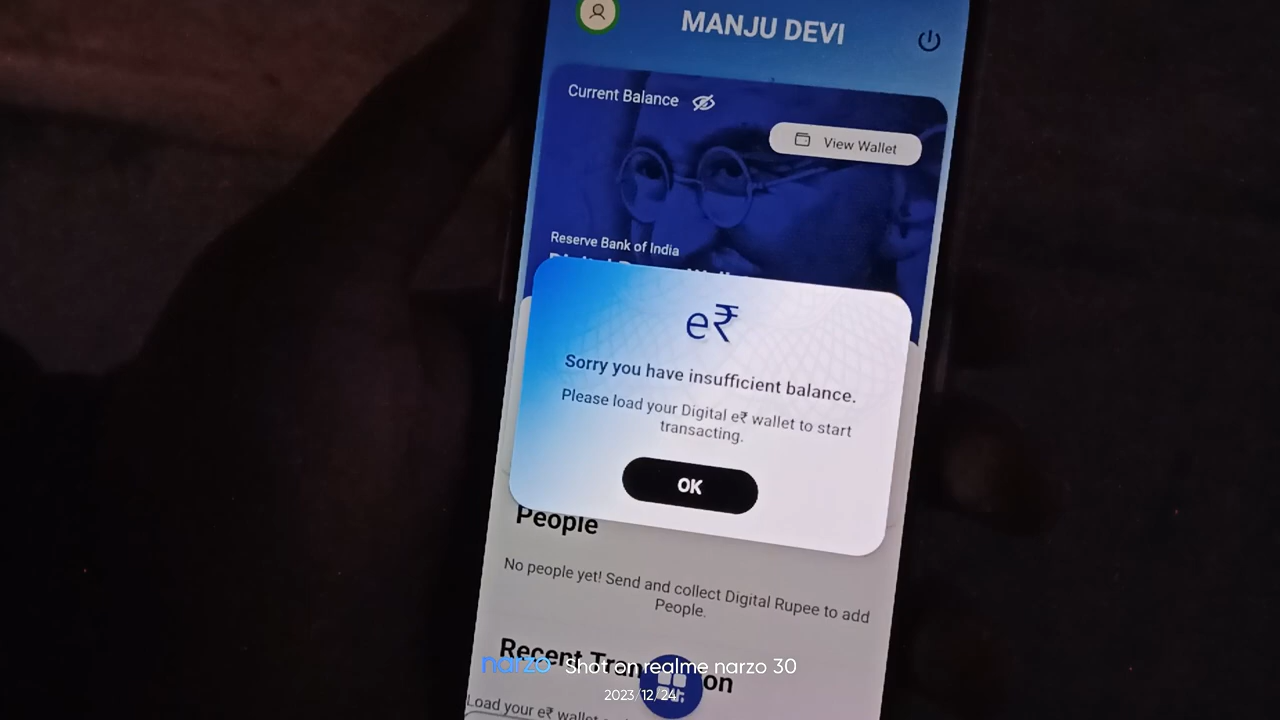 MANJU DEVI
Current Balance
View Wallet
Reserve Bank of India
e₹
Sorry you have insufficient balance.
Please load your Digital e₹ wallet to start
transacting.
OK
People
No people yet! Send and collect Digital Rupee to add
People.
Recent
Load your e₹
narzo Shot on realme narzo 30
2023/12/24